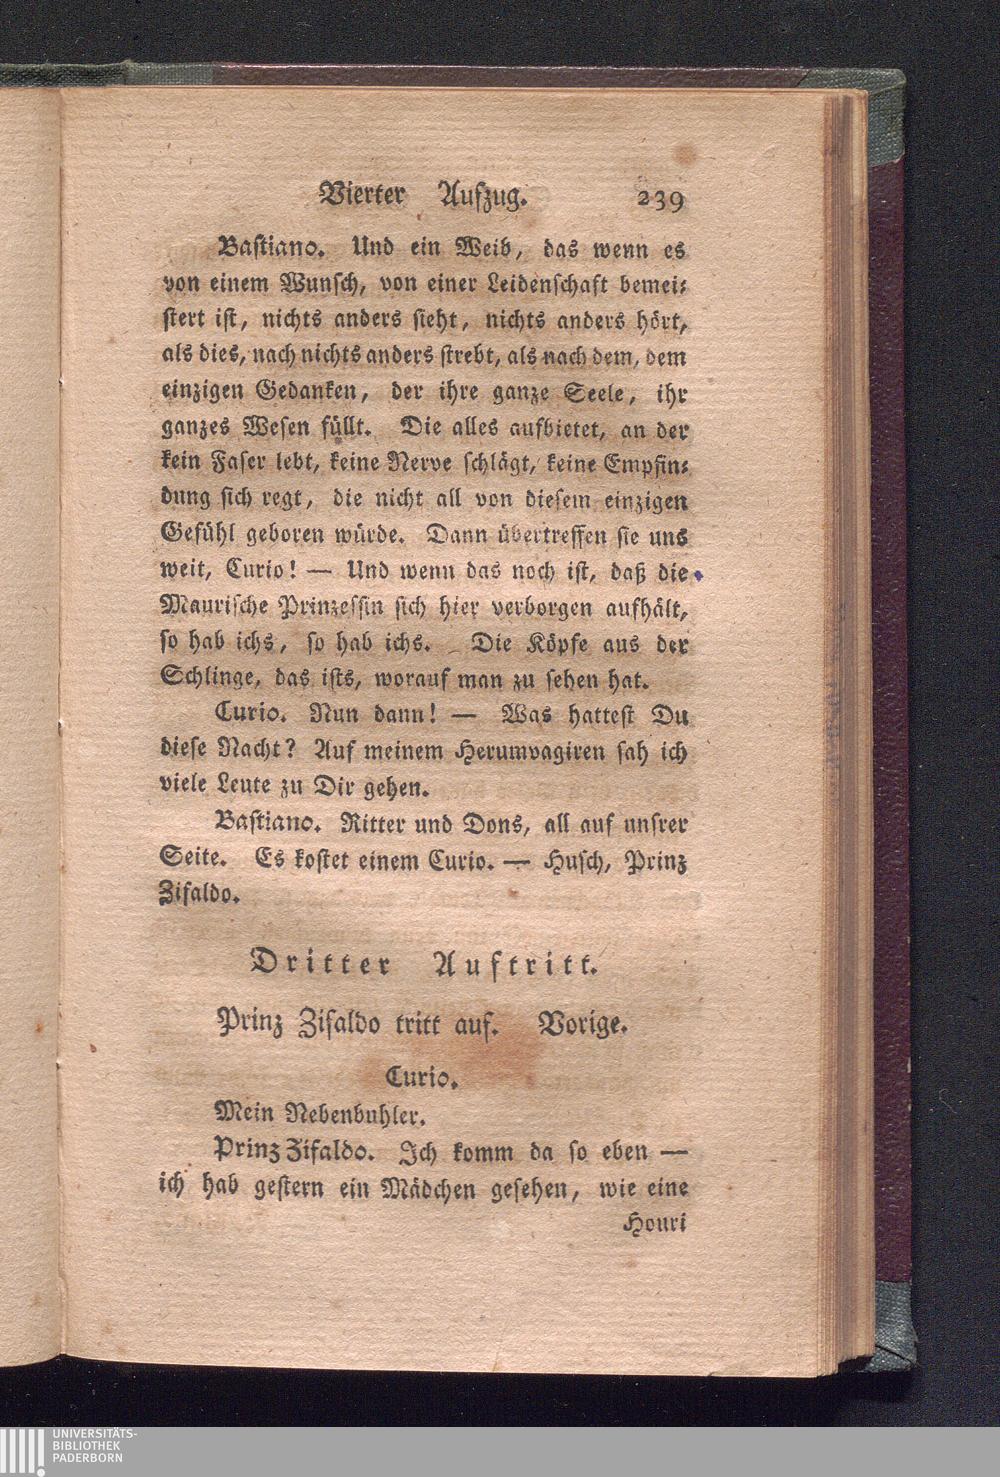 Vierter Aufzug. 239
Bastiano. Und ein Weib, das wenn es
von einem Wunsch, von einer Leidenschaft bemei⸗
stert ist, nichts anders sieht, nichts anders hört,
als dies, nach nichts anders strebt, als nach dem, dem
einzigen Gedanken, der ihre ganze Seele, ihr
ganzes Wesen füllt. Die alles aufbietet, an der
kein Faser lebt, keine Nerve schlägt, keine Empfin⸗
dung sich regt, die nicht all von diesem einzigen
Gefühl geboren würde. Dann übertreffen sie uns
weit, Curio! — Und wenn das noch ist, daß die
Maurische Prinzessin sich hier verborgen aufhält,
so hab ichs, so hab ichs. Die Köpfe aus der
Schlinge, das ists, worauf man zu sehen hat.
Curio. Nun dann! — Was hattest Du
diese Nacht? Auf meinem Herumvagiren sah ich
viele Leute zu Dir gehen.
Bastiano. Ritter und Dons, all auf unsrer
Seite. Es kostet einem Curio. — Husch, Prinz
Zifaldo.
Dritter Auftritt.
Prinz Zifaldo tritt auf. Vorige.
Curio.
Mein Nebenbuhler.
Prinz Zifaldo. Ich komm da so eben —
ich hab gestern ein Mädchen gesehen, wie eine
Houri
UNIVERSITÄTS-
BIBLIOTHEK
PADERBORN